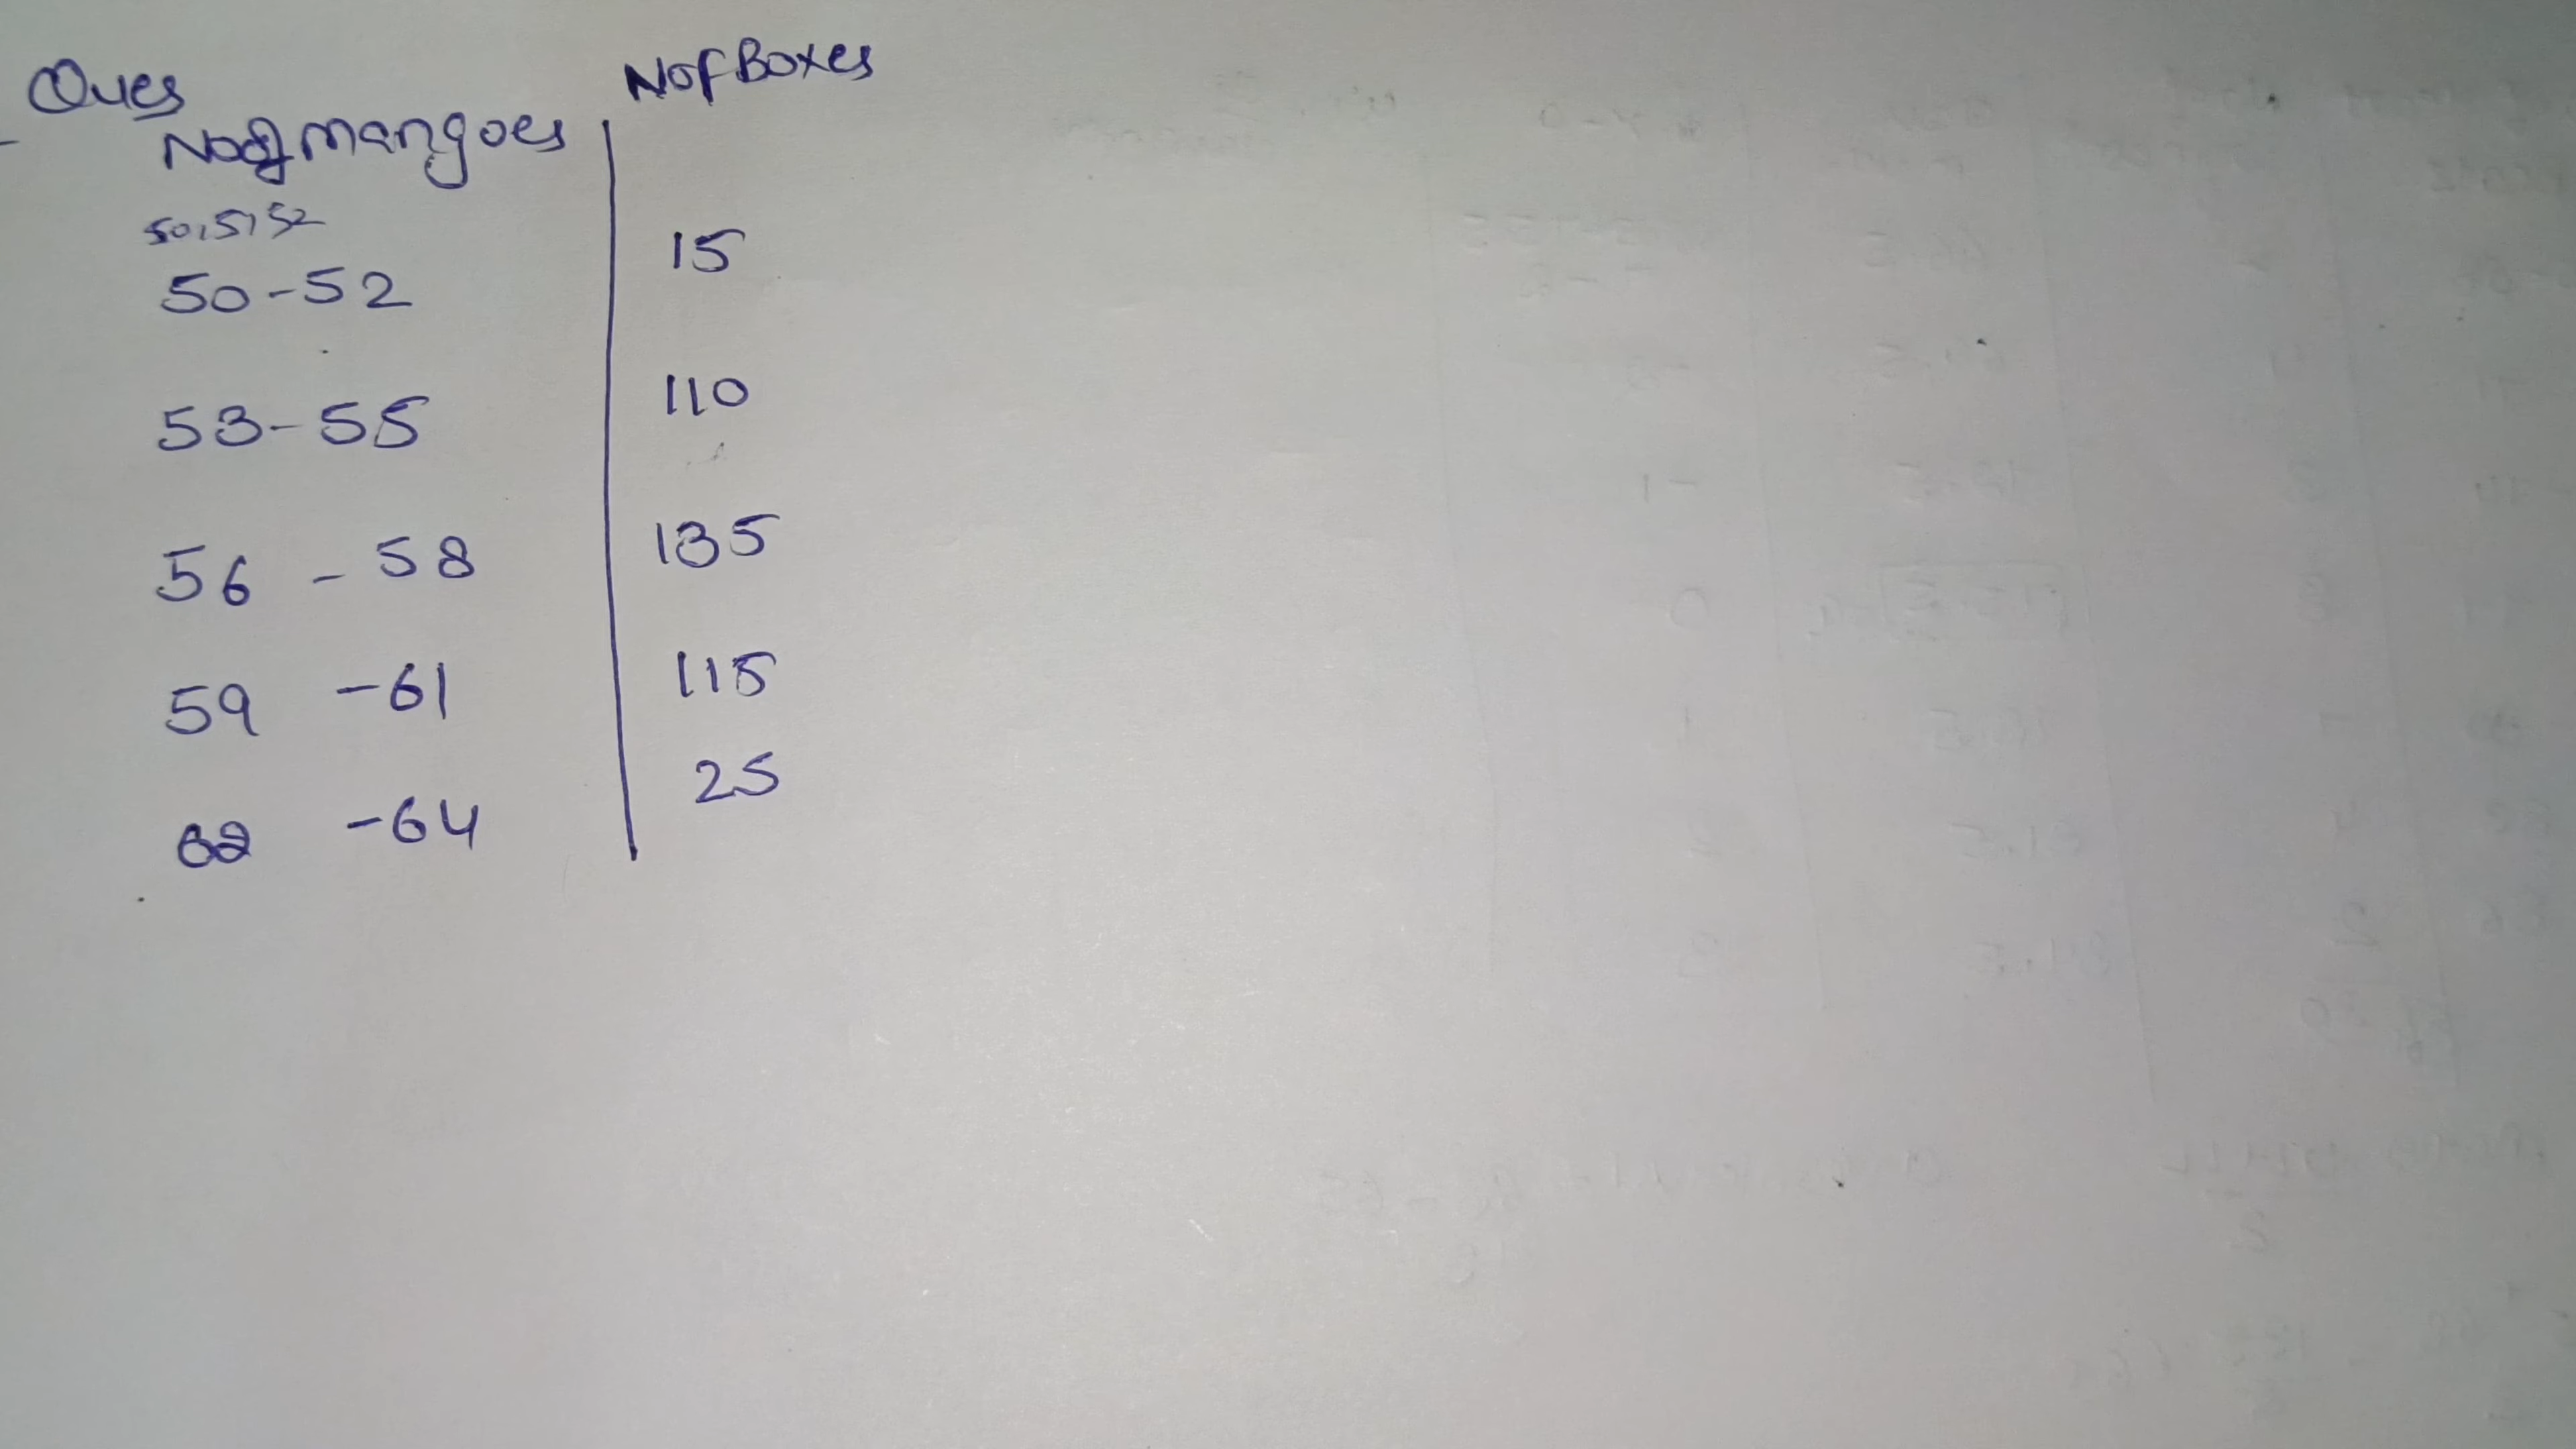 Ques
No of mangoes | No of Boxes
50,51,52
50-52 | 15
53-55 | 110
56 - 58 | 135
59 - 61 | 115
62 - 64 | 25